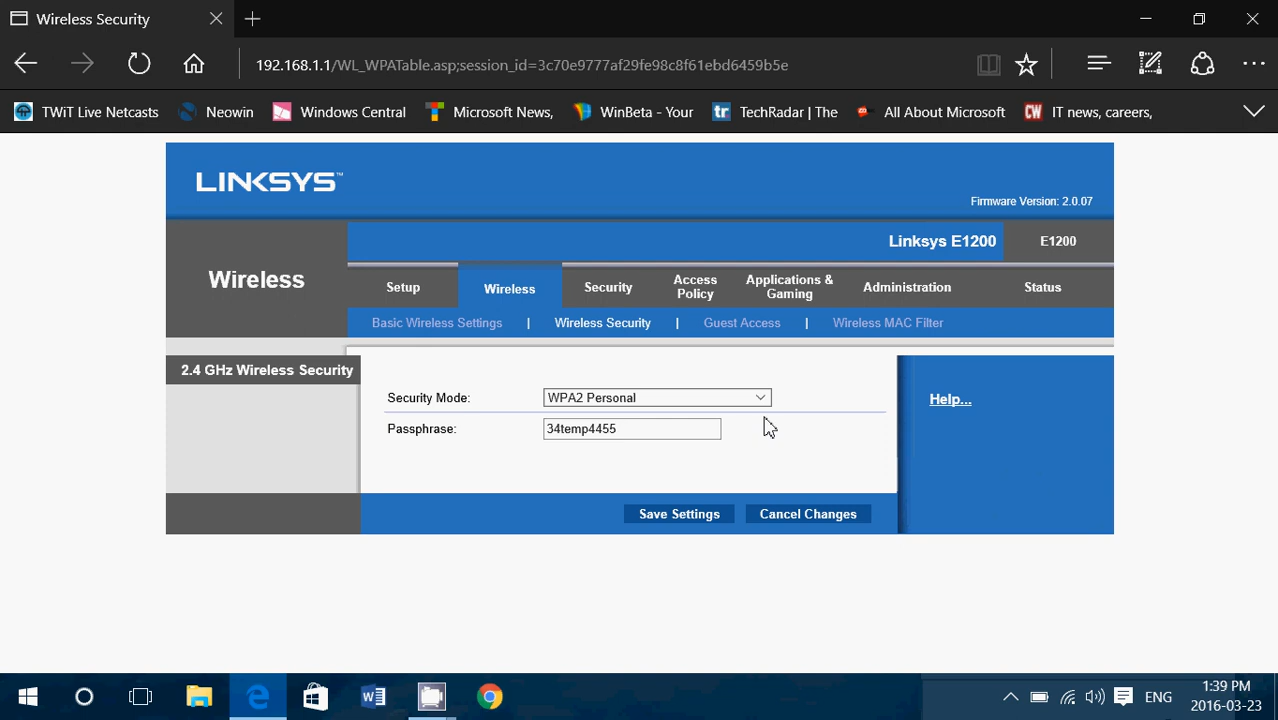 Wireless Security
192.168.1.1/WL_WPATable.asp;session_id=3c70e9777af29fe98c8f61ebd6459b5e
TWiT Live Netcasts Neowin Windows Central Microsoft News, WinBeta - Your TechRadar | The All About Microsoft IT news, careers,
LINKSYS™
Firmware Version: 2.0.07
Linksys E1200 E1200
Wireless
Setup Wireless Security Access Policy Applications & Gaming Administration Status
Basic Wireless Settings | Wireless Security | Guest Access | Wireless MAC Filter
2.4 GHz Wireless Security
Security Mode: WPA2 Personal
Help...
Passphrase: 34temp4455
Save Settings Cancel Changes
ENG
1:39 PM
2016-03-23